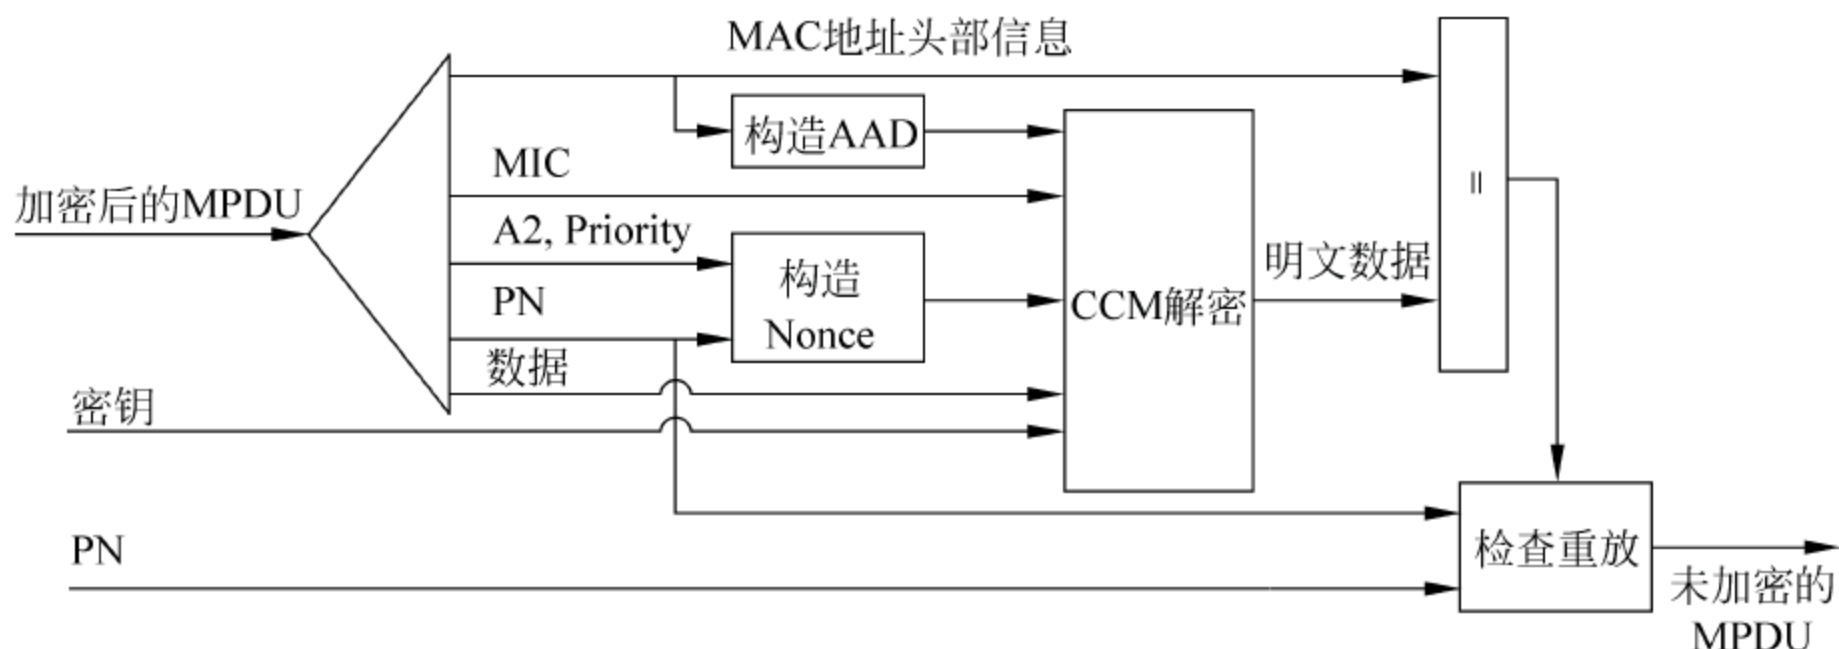 MAC地址头部信息
构造AAD
MIC
加密后的MPDU
A2, Priority
构造
Nonce
PN
数据
密钥
CCM解密
明文数据
=
PN
检查重放
未加密的
MPDU